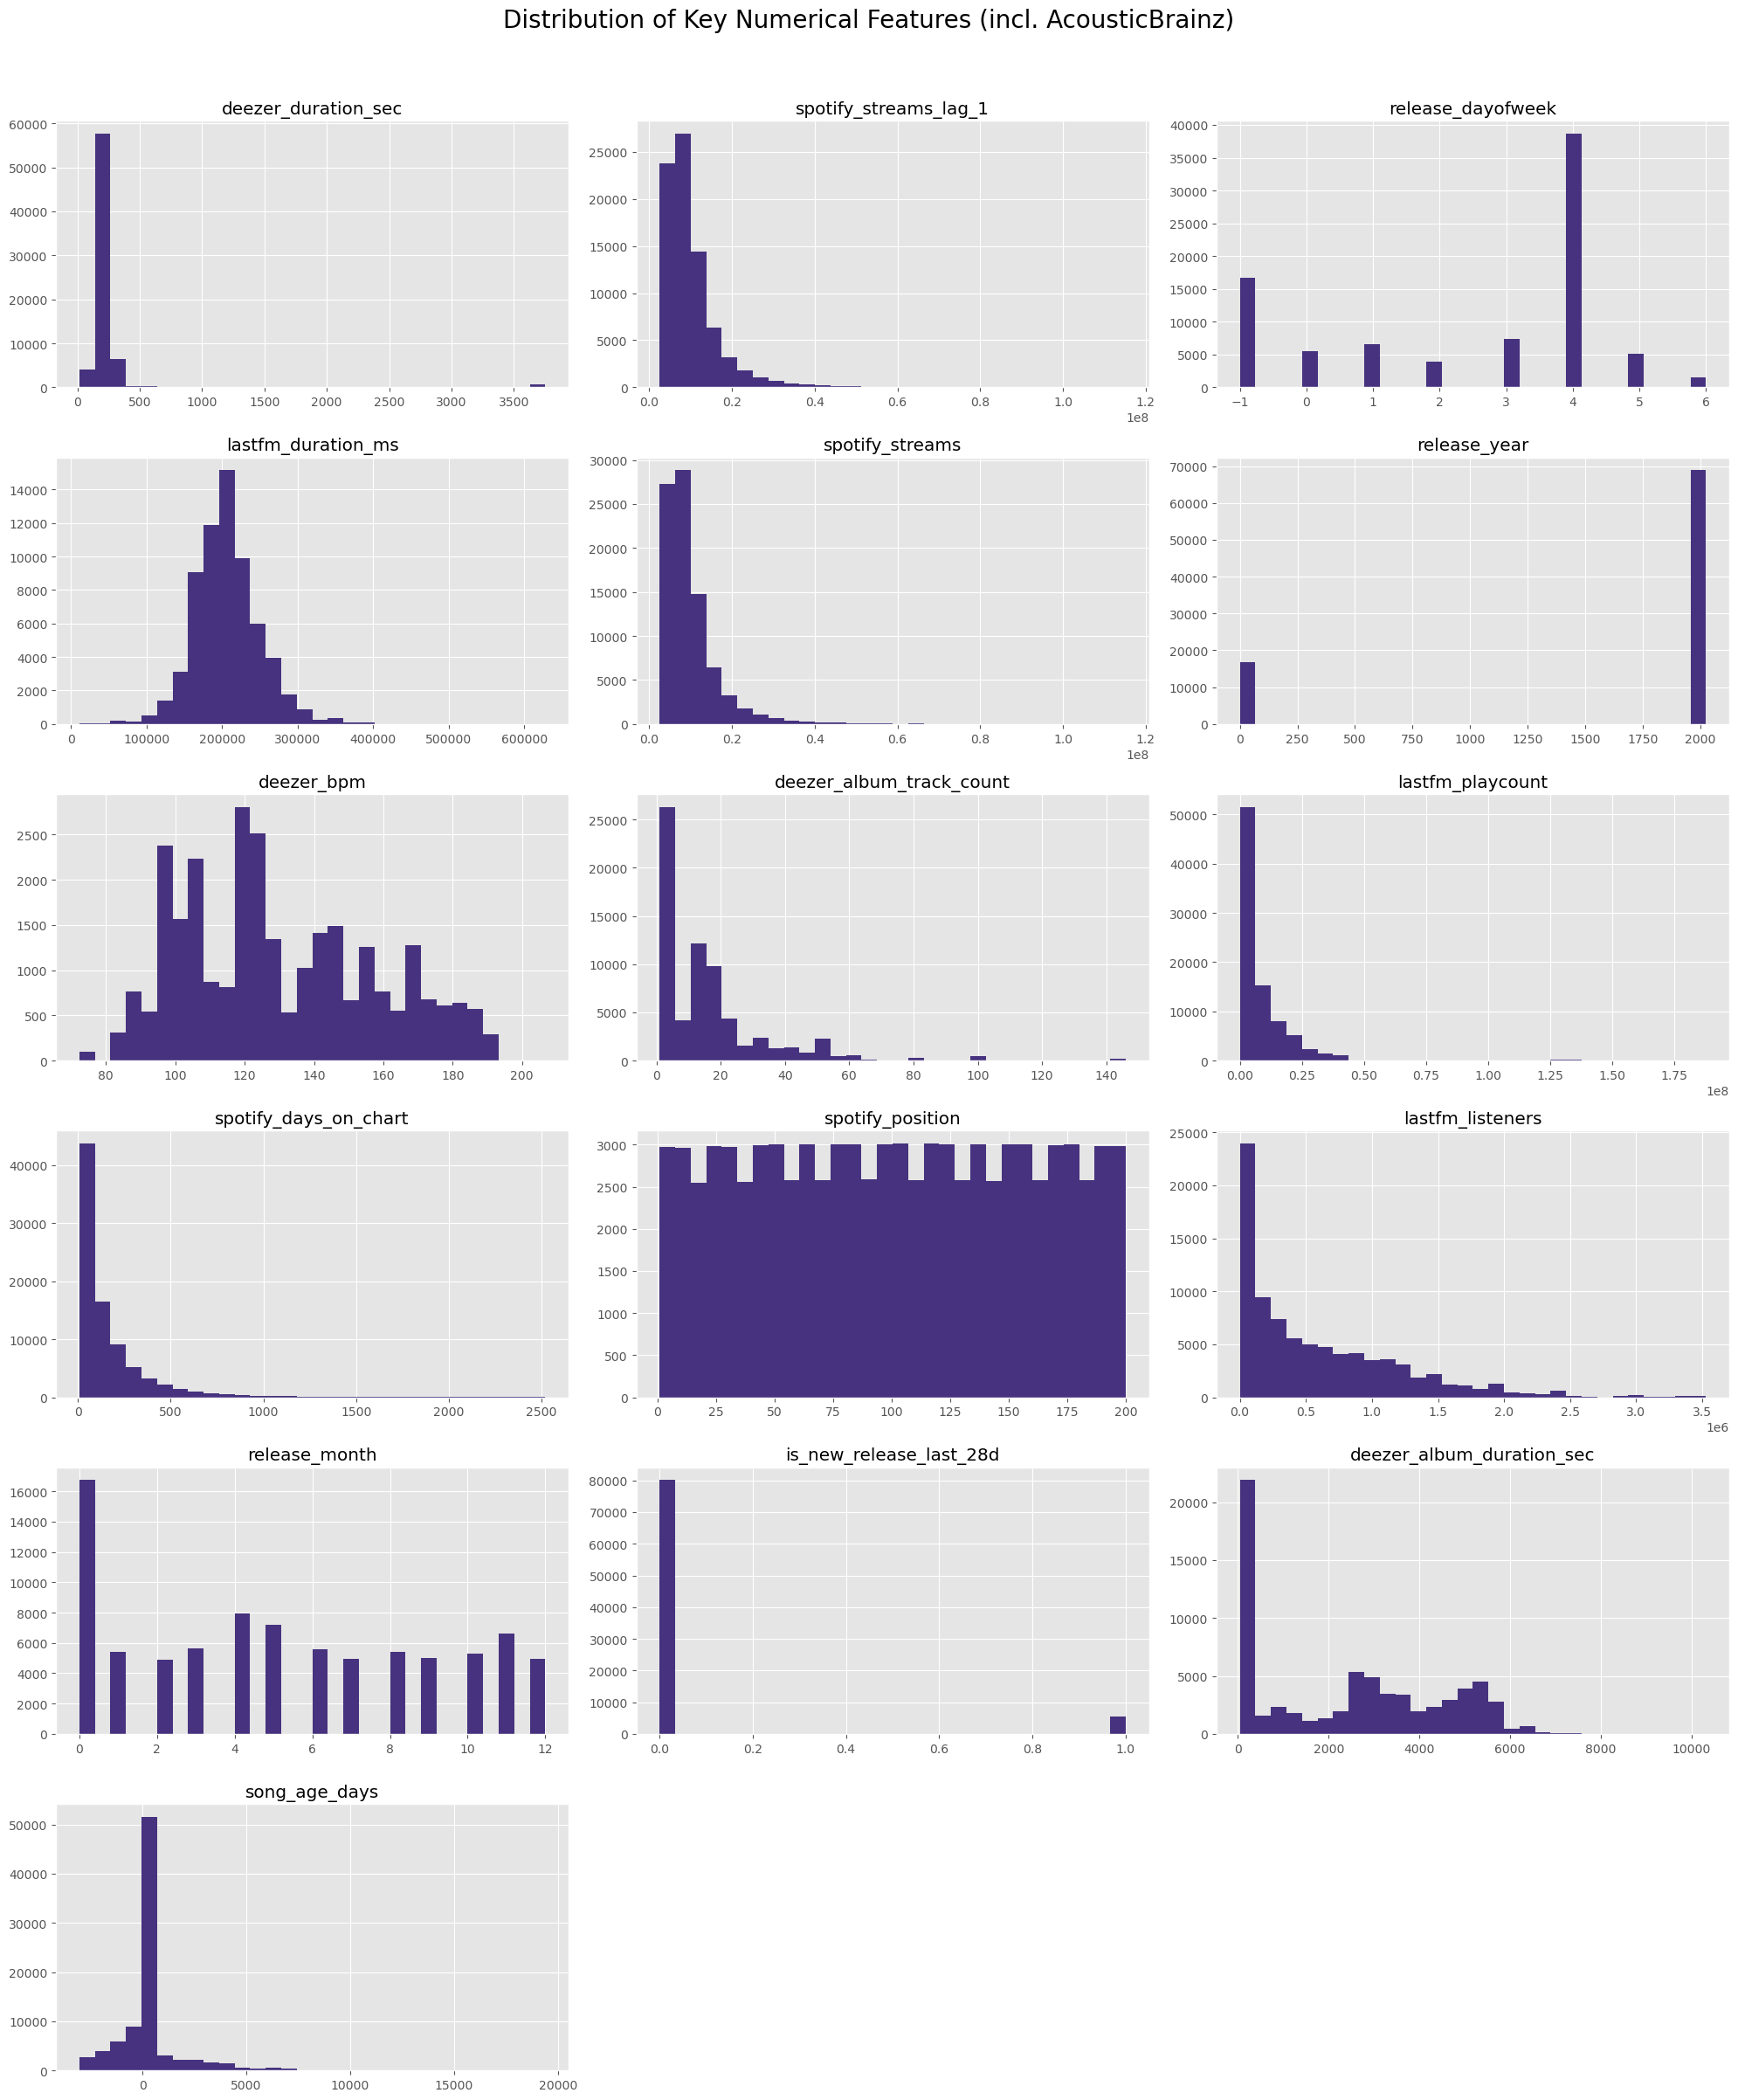 Distribution of Key Numerical Features (incl. AcousticBrainz)
deezer_duration_sec
60000
50000
40000
30000
20000
10000
0
0 500 1000 1500 2000 2500 3000 3500
spotify_streams_lag_1
25000
20000
15000
10000
5000
0
0.0 0.2 0.4 0.6 0.8 1.0 1.2
1e8
release_dayofweek
40000
35000
30000
25000
20000
15000
10000
5000
0
−1 0 1 2 3 4 5 6
lastfm_duration_ms
14000
12000
10000
8000
6000
4000
2000
0
0 100000 200000 300000 400000 500000 600000
spotify_streams
30000
25000
20000
15000
10000
5000
0
0.0 0.2 0.4 0.6 0.8 1.0 1.2
1e8
release_year
70000
60000
50000
40000
30000
20000
10000
0
0 250 500 750 1000 1250 1500 1750 2000
deezer_bpm
2500
2000
1500
1000
500
0
80 100 120 140 160 180 200
deezer_album_track_count
25000
20000
15000
10000
5000
0
0 20 40 60 80 100 120 140
lastfm_playcount
50000
40000
30000
20000
10000
0
0.00 0.25 0.50 0.75 1.00 1.25 1.50 1.75
1e8
spotify_days_on_chart
40000
30000
20000
10000
0
0 500 1000 1500 2000 2500
spotify_position
3000
2500
2000
1500
1000
500
0
0 25 50 75 100 125 150 175 200
lastfm_listeners
25000
20000
15000
10000
5000
0
0.0 0.5 1.0 1.5 2.0 2.5 3.0 3.5
1e6
release_month
16000
14000
12000
10000
8000
6000
4000
2000
0
0 2 4 6 8 10 12
is_new_release_last_28d
80000
70000
60000
50000
40000
30000
20000
10000
0
0.0 0.2 0.4 0.6 0.8 1.0
deezer_album_duration_sec
20000
15000
10000
5000
0
0 2000 4000 6000 8000 10000
song_age_days
50000
40000
30000
20000
10000
0
0 5000 10000 15000 20000